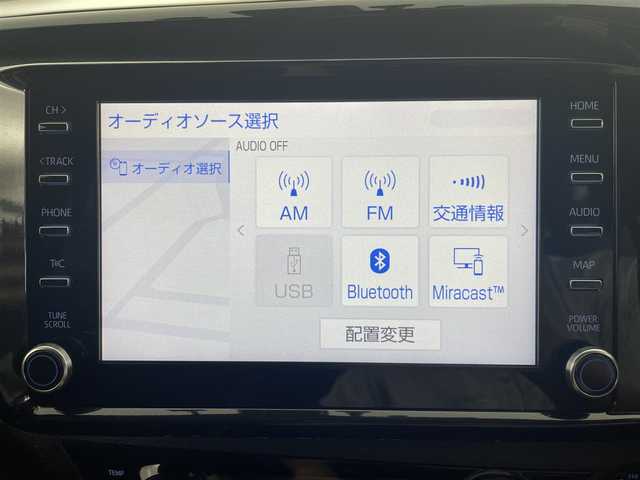 オーディオソース選択
オーディオ選択
AUDIO OFF
AM
FM
交通情報
USB
Bluetooth
Miracast™
配置変更
CH >
< TRACK
PHONE
T
C
TUNE
SCROLL
HOME
MENU
AUDIO
MAP
POWER
VOLUME
TEMP